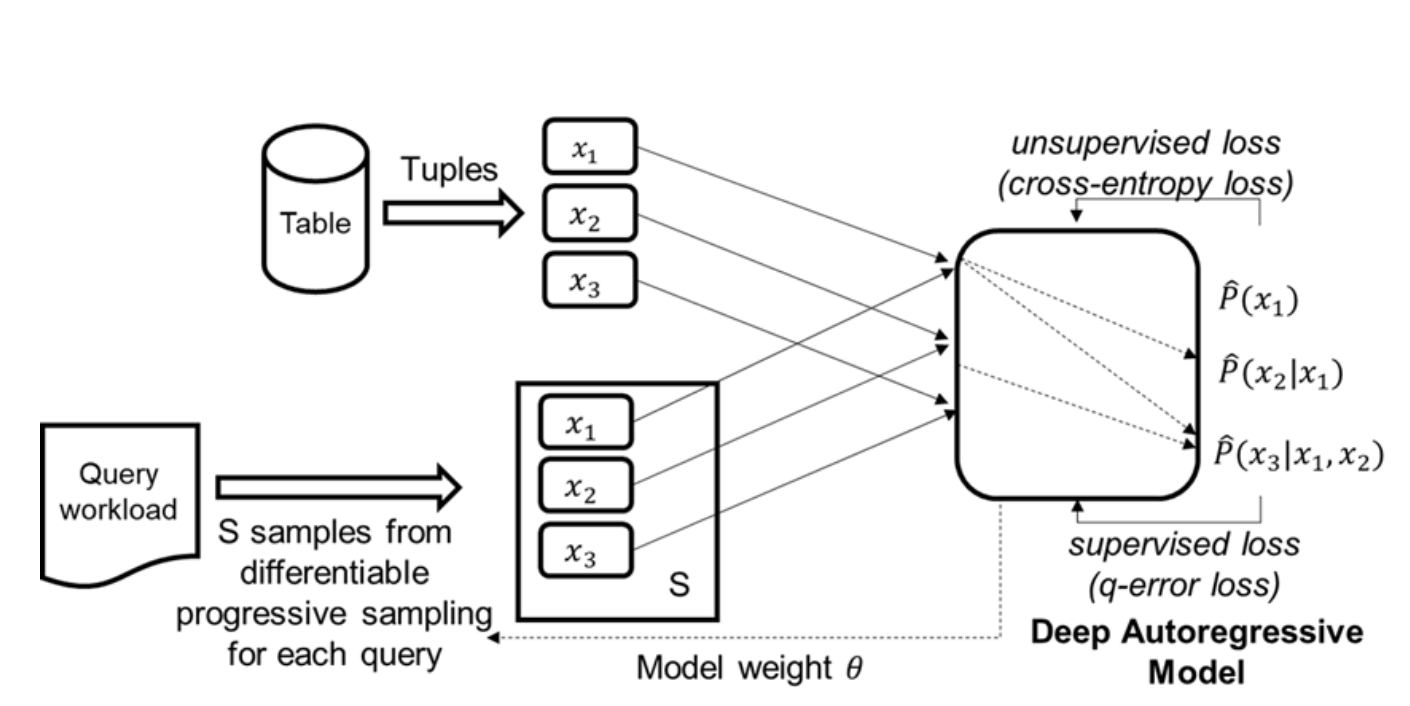 Table
Tuples
x₁
x₂
x₃
unsupervised loss
(cross-entropy loss)
P̂(x₁)
P̂(x₂|x₁)
P̂(x₃|x₁, x₂)
Query
workload
S samples from
differentiable
progressive sampling
for each query
x₁
x₂
x₃
S
supervised loss
(q-error loss)
Deep Autoregressive
Model
Model weight θ